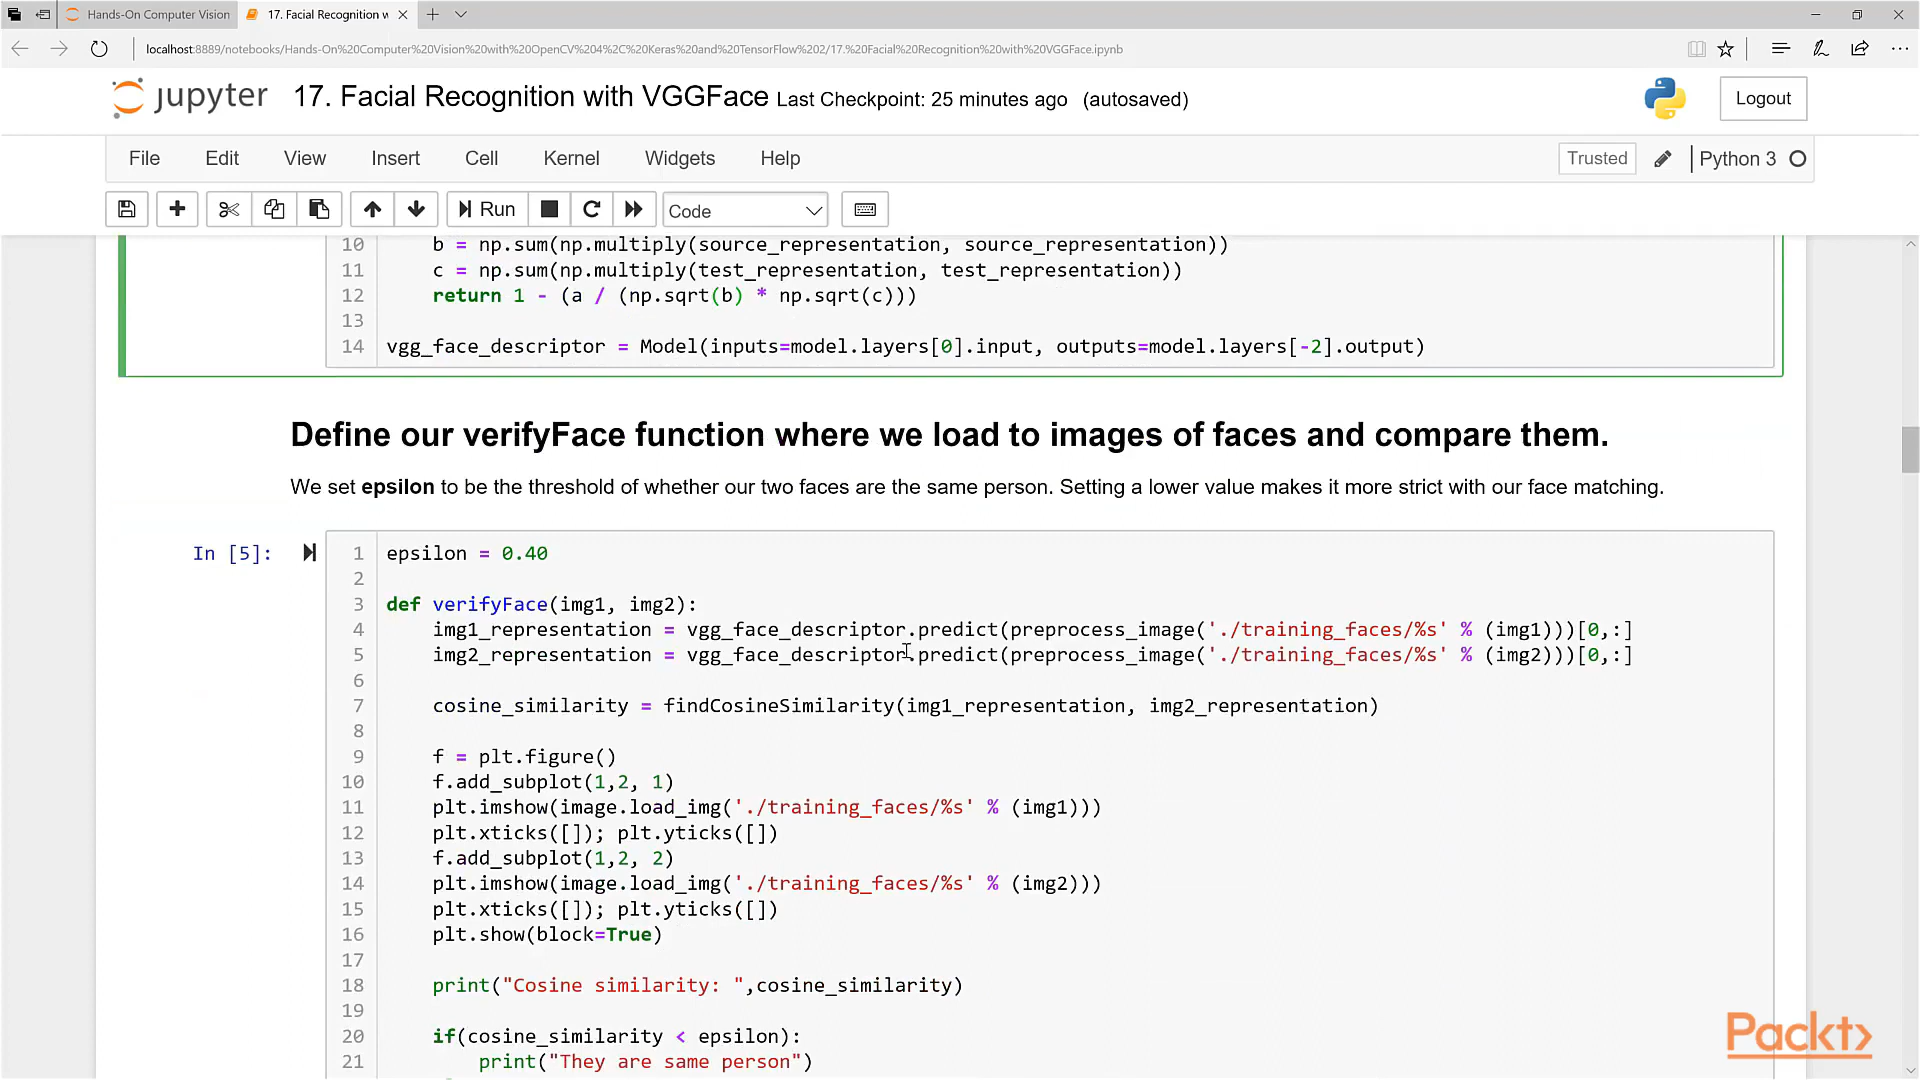 Hands-On Computer Vision
17. Facial Recognition w
localhost:8889/notebooks/Hands-On%20Computer%20Vision%20with%20OpenCV%204%2C%20Keras%20and%20TensorFlow%202/17.%20Facial%20Recognition%20with%20VGGFace.ipynb
jupyter 17. Facial Recognition with VGGFace Last Checkpoint: 25 minutes ago (autosaved)
Logout
File Edit View Insert Cell Kernel Widgets Help
Trusted Python 3
Run Code
10 b = np.sum(np.multiply(source_representation, source_representation))
11 c = np.sum(np.multiply(test_representation, test_representation))
12 return 1 - (a / (np.sqrt(b) * np.sqrt(c)))
13
14 vgg_face_descriptor = Model(inputs=model.layers[0].input, outputs=model.layers[-2].output)
Define our verifyFace function where we load to images of faces and compare them.
We set epsilon to be the threshold of whether our two faces are the same person. Setting a lower value makes it more strict with our face matching.
In [5]:
1 epsilon = 0.40
2
3 def verifyFace(img1, img2):
4 img1_representation = vgg_face_descriptor.predict(preprocess_image('./training_faces/%s' % (img1)))[0,:]
5 img2_representation = vgg_face_descriptor.predict(preprocess_image('./training_faces/%s' % (img2)))[0,:]
6
7 cosine_similarity = findCosineSimilarity(img1_representation, img2_representation)
8
9 f = plt.figure()
10 f.add_subplot(1,2, 1)
11 plt.imshow(image.load_img('./training_faces/%s' % (img1)))
12 plt.xticks([]); plt.yticks([])
13 f.add_subplot(1,2, 2)
14 plt.imshow(image.load_img('./training_faces/%s' % (img2)))
15 plt.xticks([]); plt.yticks([])
16 plt.show(block=True)
17
18 print("Cosine similarity: ",cosine_similarity)
19
20 if(cosine_similarity < epsilon):
21 print("They are same person")
Packt>